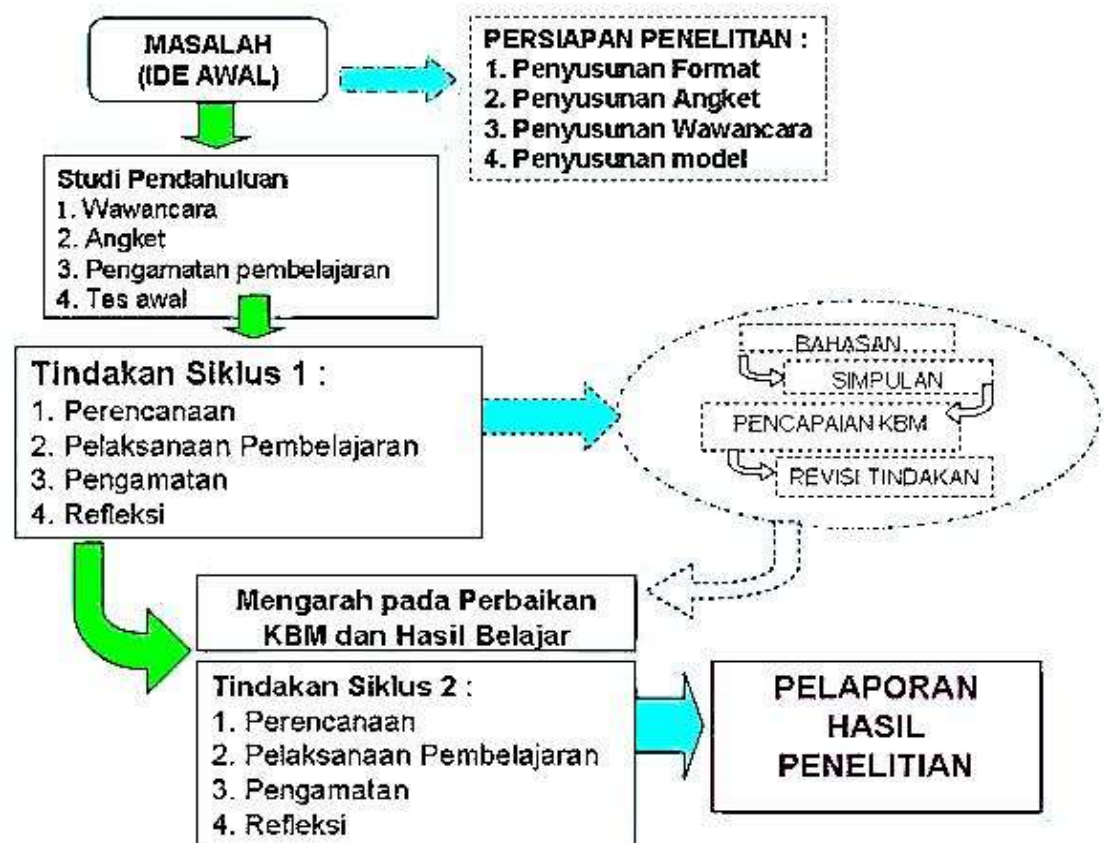 MASALAH
(IDE AWAL)
PERSIAPAN PENELITIAN :
1. Penyusunan Format
2. Penyusunan Angket
3. Penyusunan Wawancara
4. Penyusunan model
Studi Pendahuluan
1. Wawancara
2. Angket
3. Pengamatan pembelajaran
4. Tes awal
Tindakan Siklus 1 :
1. Perencanaan
2. Pelaksanaan Pembelajaran
3. Pengamatan
4. Refleksi
BAHASAN
SIMPULAN
PENCAPAIAN KBM
REVISI TINDAKAN
Mengarah pada Perbaikan
KBM dan Hasil Belajar
Tindakan Siklus 2 :
1. Perencanaan
2. Pelaksanaan Pembelajaran
3. Pengamatan
4. Refleksi
PELAPORAN
HASIL
PENELITIAN